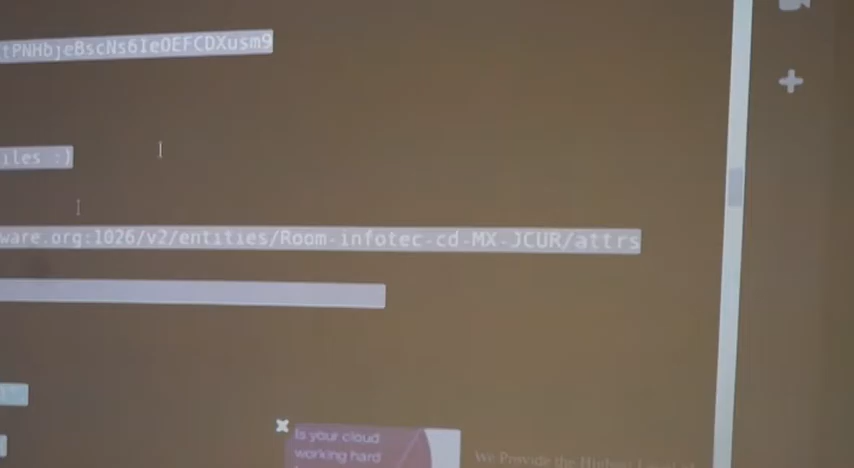 tPNHbjeBscNs6IeOEFCDXusm9
iles :)
ware.org:1026/v2/entities/Room-infotec-cd-MX-JCUR/attrs
Is your cloud
working hard
We Provide the Highest